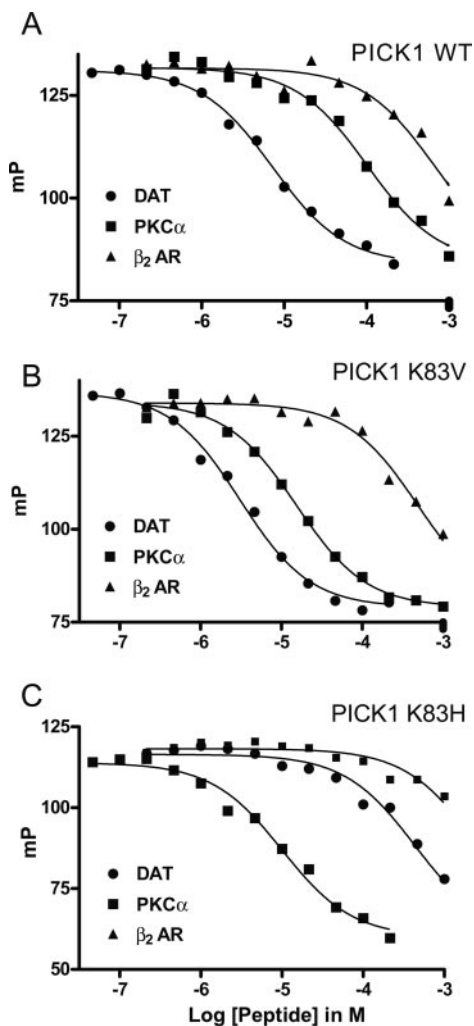 A
PICK1 WT
mP
125
100
75
DAT
PKCα
β₂ AR
-7 -6 -5 -4 -3
B
PICK1 K83V
mP
125
100
75
DAT
PKCα
β₂ AR
-7 -6 -5 -4 -3
C
PICK1 K83H
mP
125
100
75
50
DAT
PKCα
β₂ AR
-7 -6 -5 -4 -3
Log [Peptide] in M